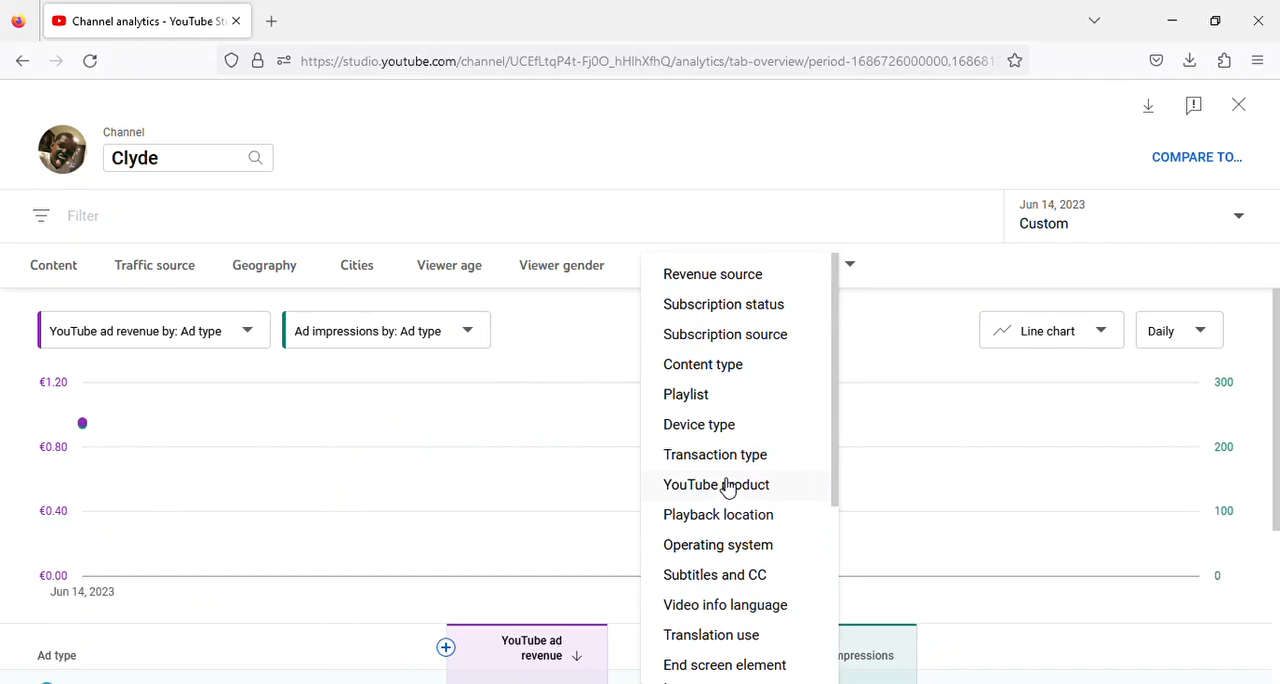 Channel analytics - YouTube St
https://studio.youtube.com/channel/UCEfLtqP4t-Fj0O_hHlhXfhQ/analytics/tab-overview/period-1686726000000,168681
Channel
Clyde
COMPARE TO...
Filter
Jun 14, 2023
Custom
Content Traffic source Geography Cities Viewer age Viewer gender
Revenue source
Subscription status
Subscription source
Content type
Playlist
Device type
Transaction type
YouTube product
Playback location
Operating system
Subtitles and CC
Video info language
Translation use
End screen element
YouTube ad revenue by: Ad type
Ad impressions by: Ad type
Line chart
Daily
€1.20 300
€0.80 200
€0.40 100
€0.00 0
Jun 14, 2023
Ad type
YouTube ad
revenue
mpressions